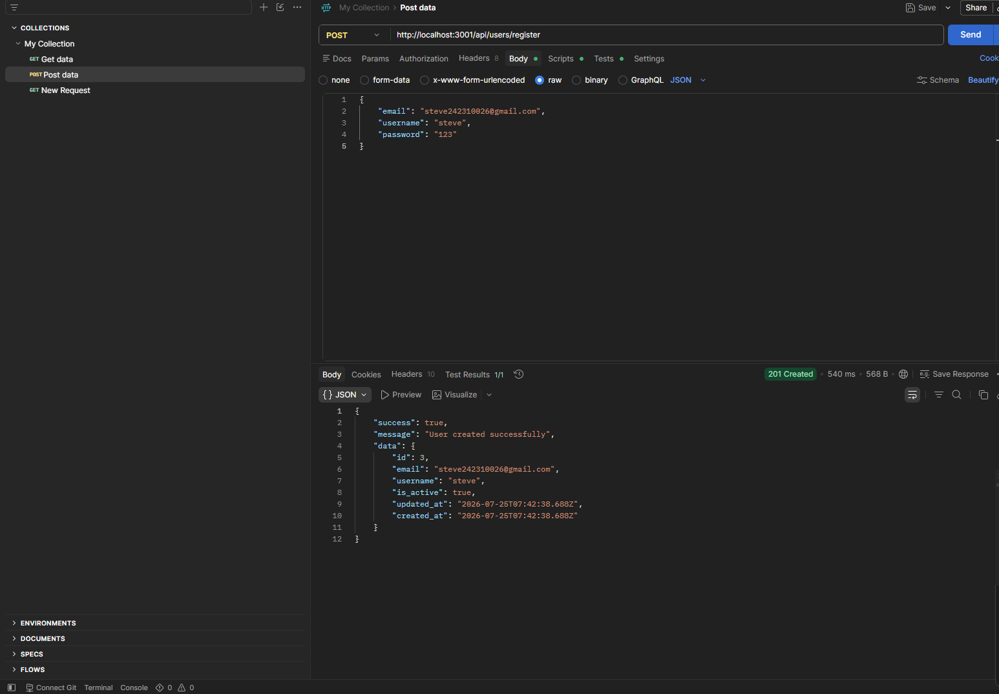 COLLECTIONS
My Collection
GET Get data
POST Post data
GET New Request
ENVIRONMENTS
DOCUMENTS
SPECS
FLOWS
HTTP My Collection > Post data
Save
Share
POST http://localhost:3001/api/users/register
Send
Docs Params Authorization Headers 8 Body Scripts Tests Settings
none form-data x-www-form-urlencoded raw binary GraphQL JSON
Schema Beautify
1 {
2 "email": "steve242310026@gmail.com",
3 "username": "steve",
4 "password": "123"
5 }
Body Cookies Headers 10 Test Results 1/1
201 Created • 540 ms • 568 B • e.g. Save Response
{} JSON Preview Visualize
1 {
2 "success": true,
3 "message": "User created successfully",
4 "data": {
5 "id": 3,
6 "email": "steve242310026@gmail.com",
7 "username": "steve",
8 "is_active": true,
9 "updated_at": "2026-07-25T07:42:38.688Z",
10 "created_at": "2026-07-25T07:42:38.688Z"
11 }
12 }
Connect Git Terminal Console 0 0